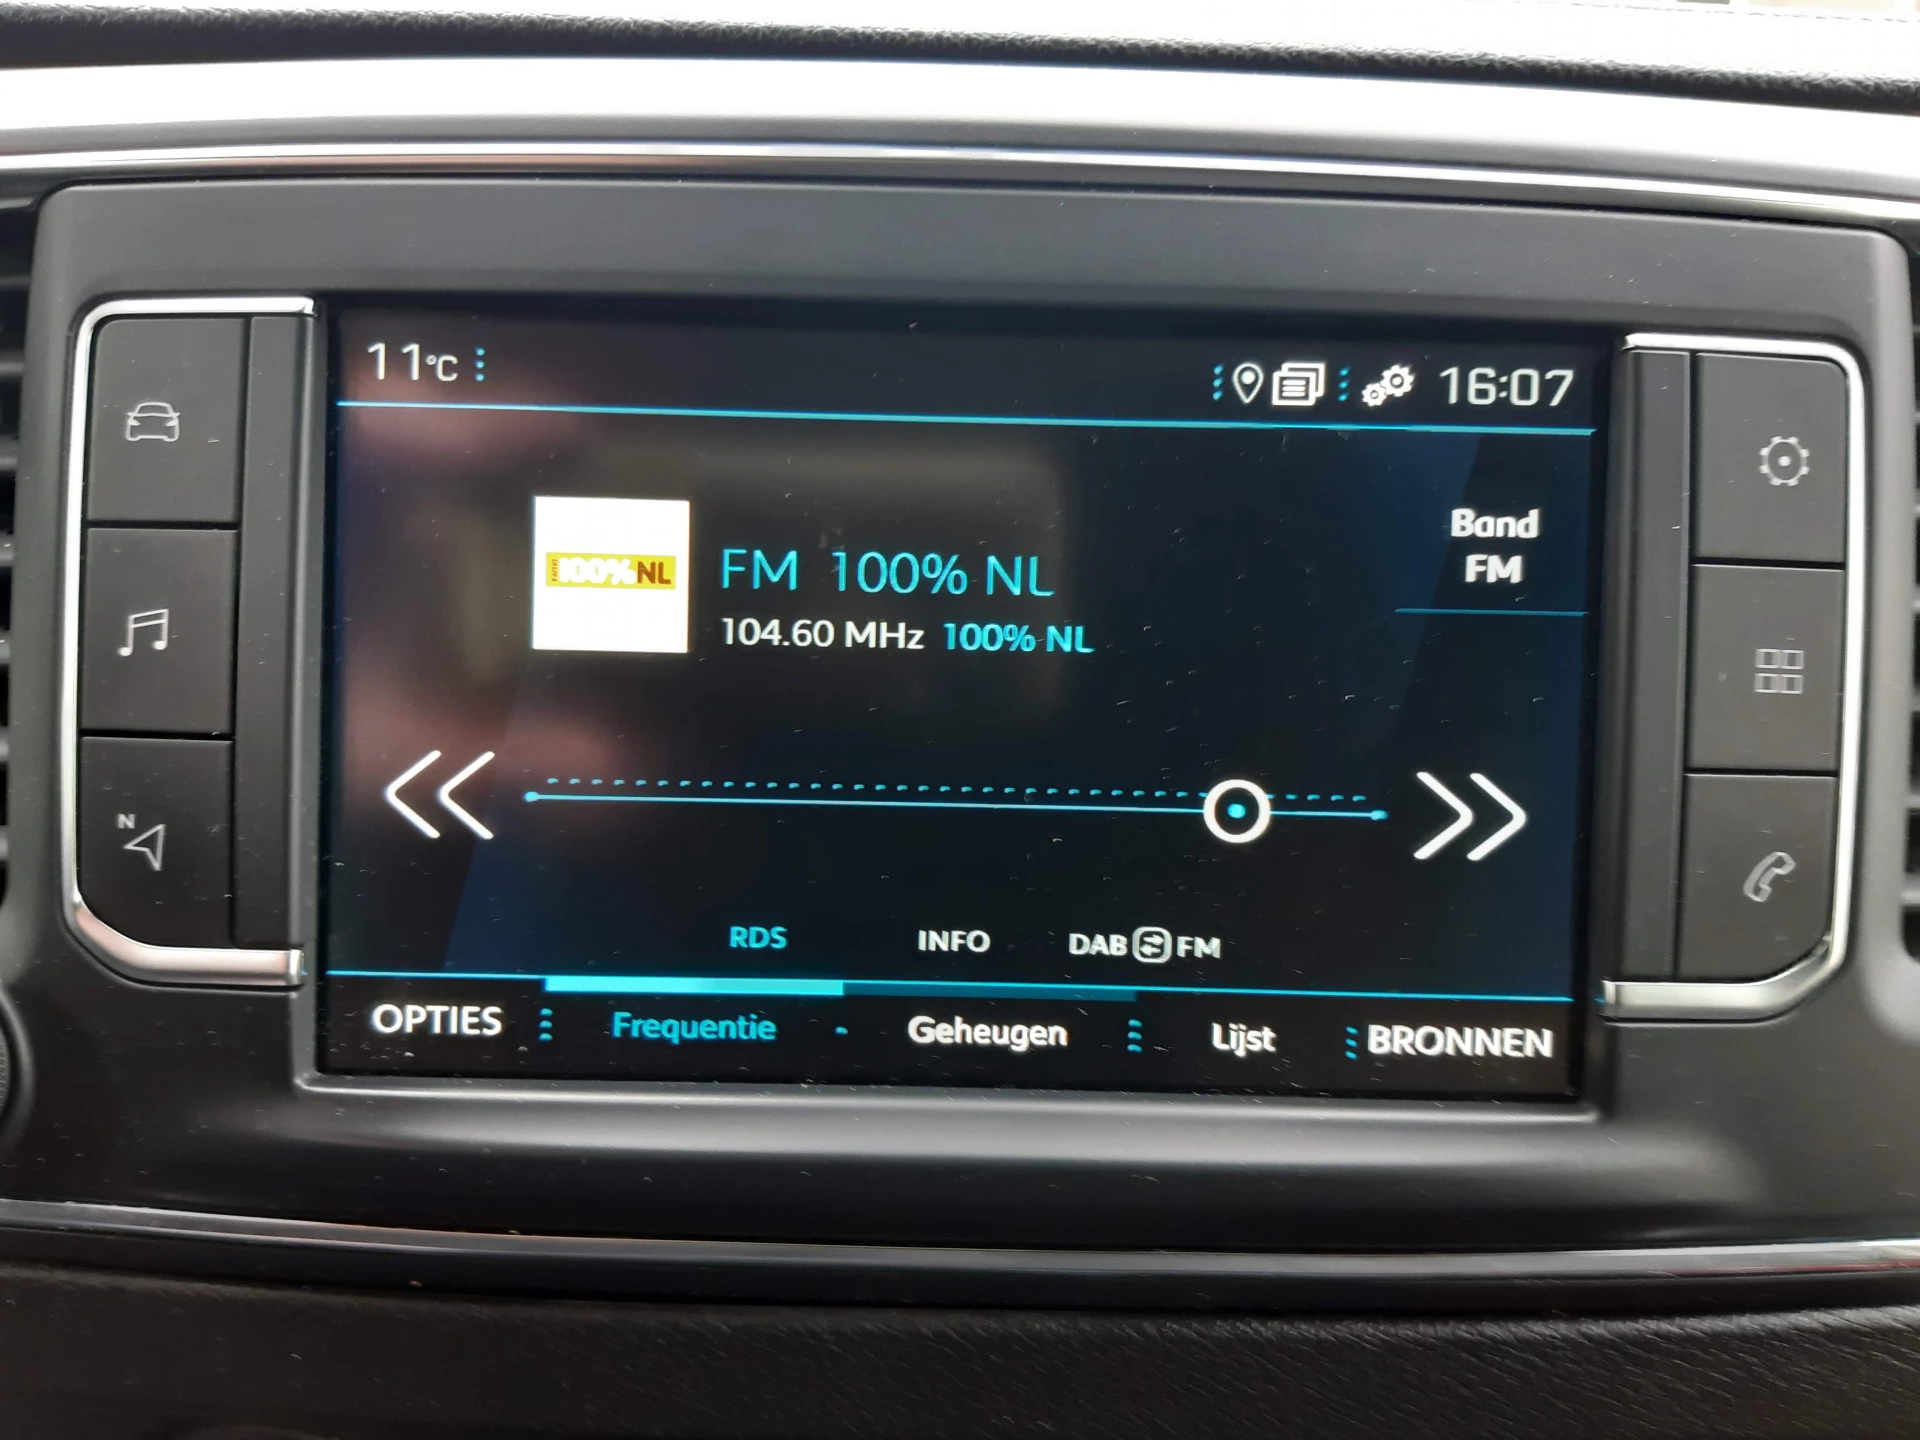 11°C
16:07
Band
FM
100%NL
FM 100% NL
104.60 MHz 100% NL
N
RDS INFO DAB FM
OPTIES Frequentie - Geheugen Lijst BRONNEN